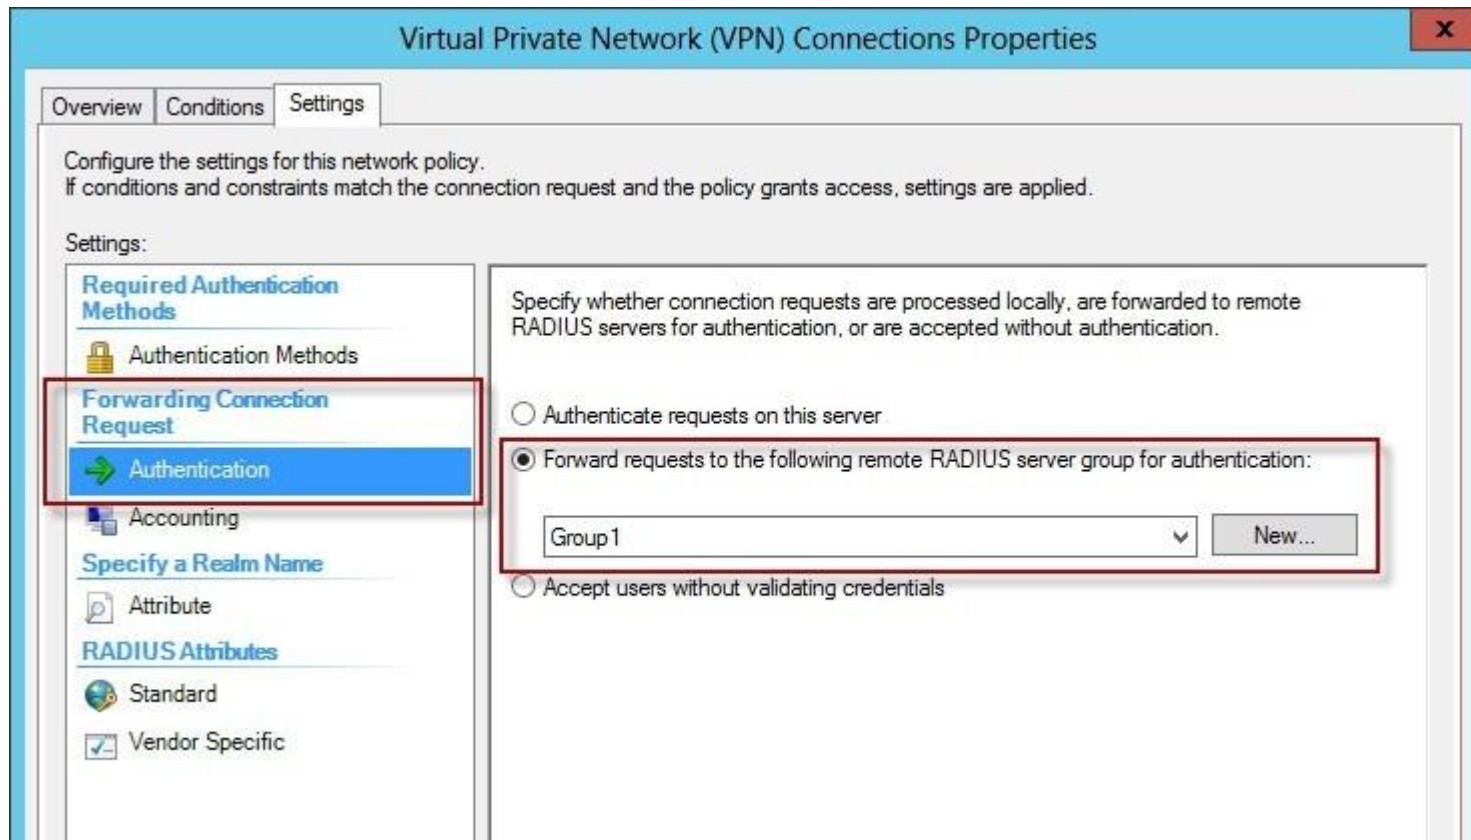 Virtual Private Network (VPN) Connections Properties
x
Overview Conditions Settings
Configure the settings for this network policy.
If conditions and constraints match the connection request and the policy grants access, settings are applied.
Settings:
Required Authentication
Methods
Authentication Methods
Forwarding Connection
Request
Authentication
Accounting
Specify a Realm Name
Attribute
RADIUS Attributes
Standard
Vendor Specific
Specify whether connection requests are processed locally, are forwarded to remote
RADIUS servers for authentication, or are accepted without authentication.
Authenticate requests on this server
Forward requests to the following remote RADIUS server group for authentication:
Group1 New...
Accept users without validating credentials